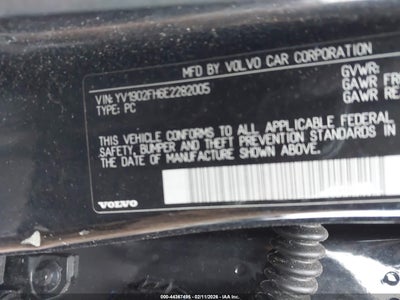 MFD BY VOLVO CAR CORPORATION
VIN: YV1902FH6E2282005
TYPE: PC
GVWR:
GAWR FR
GAWR RE
THIS VEHICLE CONFORMS TO ALL APPLICABLE FEDERAL
SAFETY, BUMPER AND THEFT PREVENTION STANDARDS
THE DATE OF MANUFACTURE SHOWN ABOVE.
VOLVO
000-44367495 - 02/11/2026 - IAA Inc.